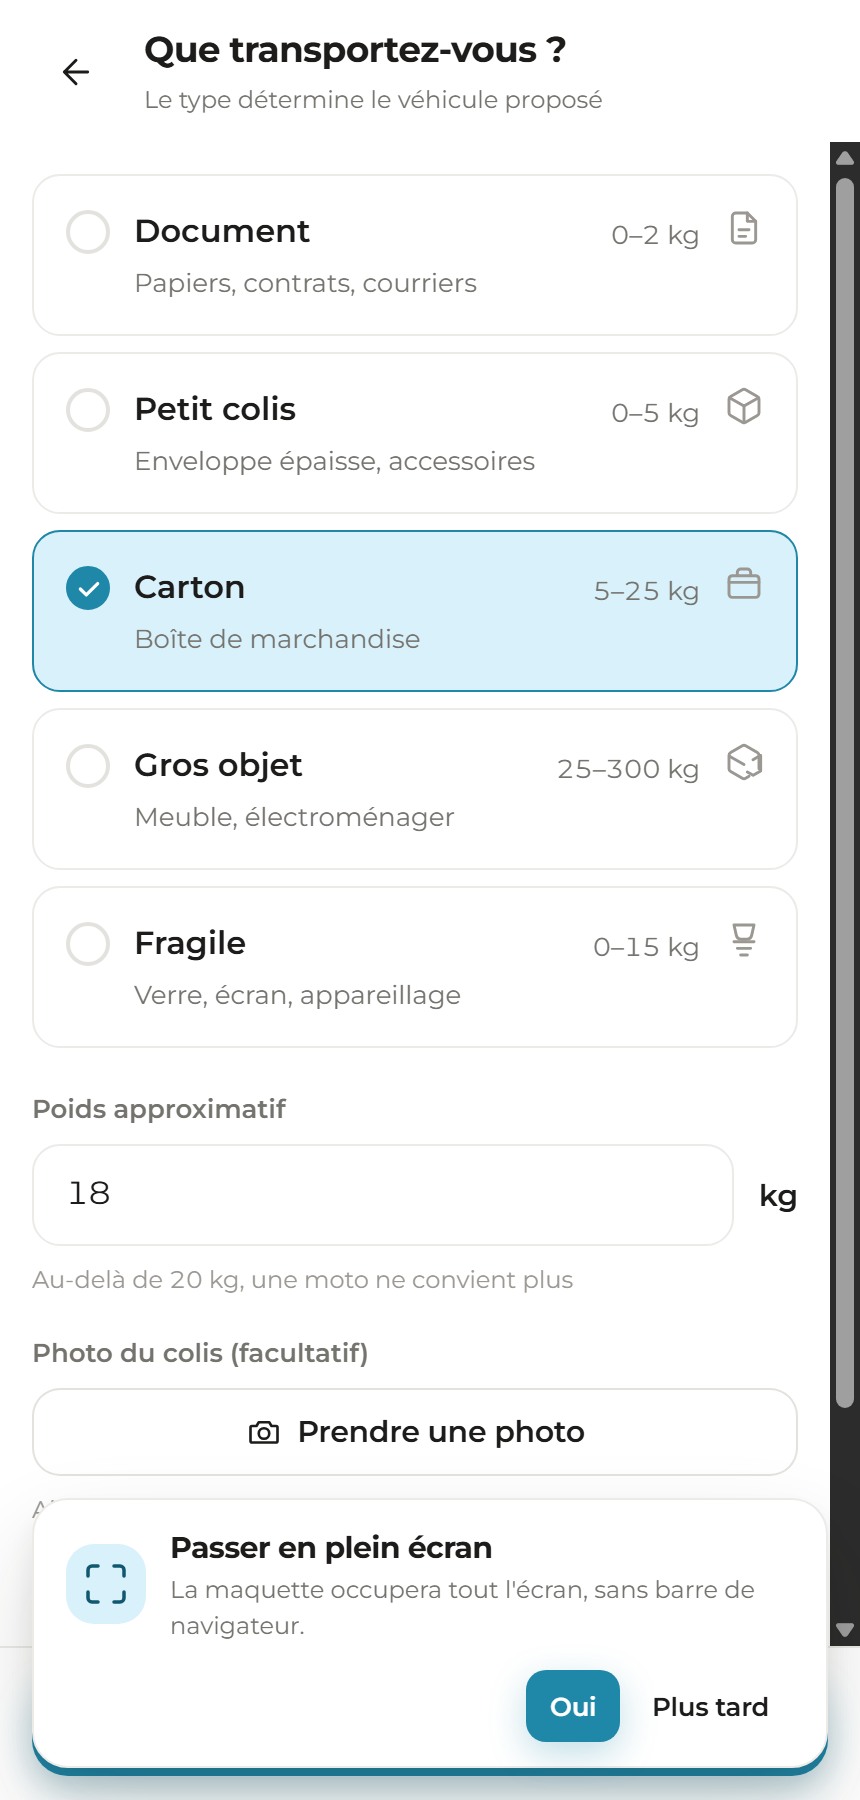 Que transportez-vous ?
Le type détermine le véhicule proposé
Document
0–2 kg
Papiers, contrats, courriers
Petit colis
0–5 kg
Enveloppe épaisse, accessoires
Carton
5–25 kg
Boîte de marchandise
Gros objet
25–300 kg
Meuble, électroménager
Fragile
0–15 kg
Verre, écran, appareillage
Poids approximatif
18
kg
Au-delà de 20 kg, une moto ne convient plus
Photo du colis (facultatif)
Prendre une photo
Passer en plein écran
La maquette occupera tout l'écran, sans barre de
navigateur.
Oui
Plus tard